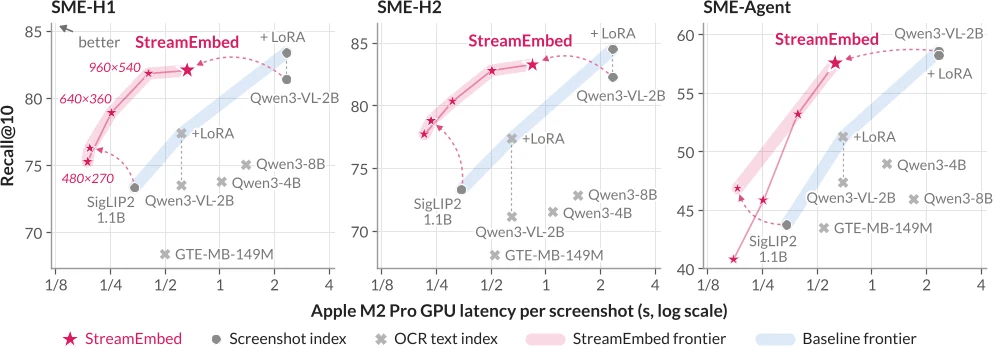 SME-H1
SME-H2
SME-Agent
Recall@10
85
80
75
70
better
StreamEmbed
+ LoRA
960×540
640×360
480×270
Qwen3-VL-2B
+LoRA
Qwen3-8B
Qwen3-4B
SigLIP2
1.1B
Qwen3-VL-2B
GTE-MB-149M
1/8
1/4
1/2
1
2
4
85
80
75
70
StreamEmbed
+ LoRA
Qwen3-VL-2B
+LoRA
SigLIP2
1.1B
Qwen3-8B
Qwen3-4B
Qwen3-VL-2B
GTE-MB-149M
1/8
1/4
1/2
1
2
4
60
55
50
45
40
StreamEmbed
Qwen3-VL-2B
+ LoRA
+LoRA
Qwen3-4B
Qwen3-VL-2B
Qwen3-8B
GTE-MB-149M
SigLIP2
1.1B
1/8
1/4
1/2
1
2
4
Apple M2 Pro GPU latency per screenshot (s, log scale)
StreamEmbed
Screenshot index
OCR text index
StreamEmbed frontier
Baseline frontier